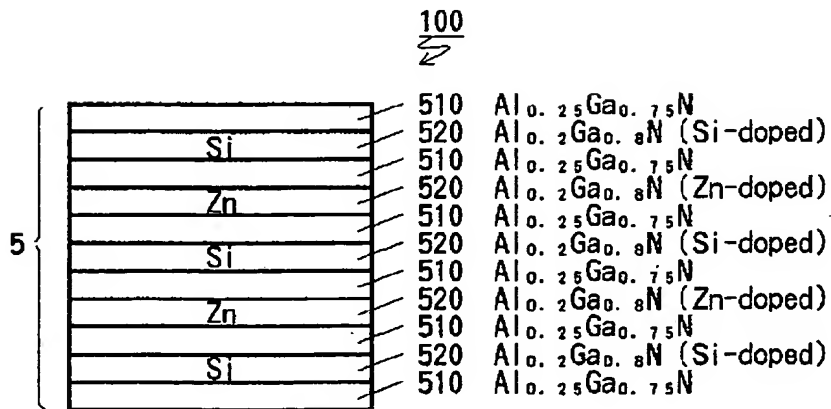 100
510 Al0.25Ga0.75N
Si 520 Al0.2Ga0.8N (Si-doped)
510 Al0.25Ga0.75N
Zn 520 Al0.2Ga0.8N (Zn-doped)
510 Al0.25Ga0.75N
5 Si 520 Al0.2Ga0.8N (Si-doped)
510 Al0.25Ga0.75N
Zn 520 Al0.2Ga0.8N (Zn-doped)
510 Al0.25Ga0.75N
Si 520 Al0.2Ga0.8N (Si-doped)
510 Al0.25Ga0.75N